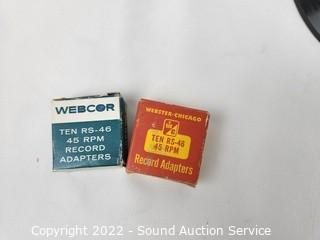 WEBCOR
TEN RS-46
45 RPM
RECORD
ADAPTERS
WEBSTER-CHICAGO
TEN RS-46
45-RPM
Record Adapters
Copyright 2022 - Sound Auction Service